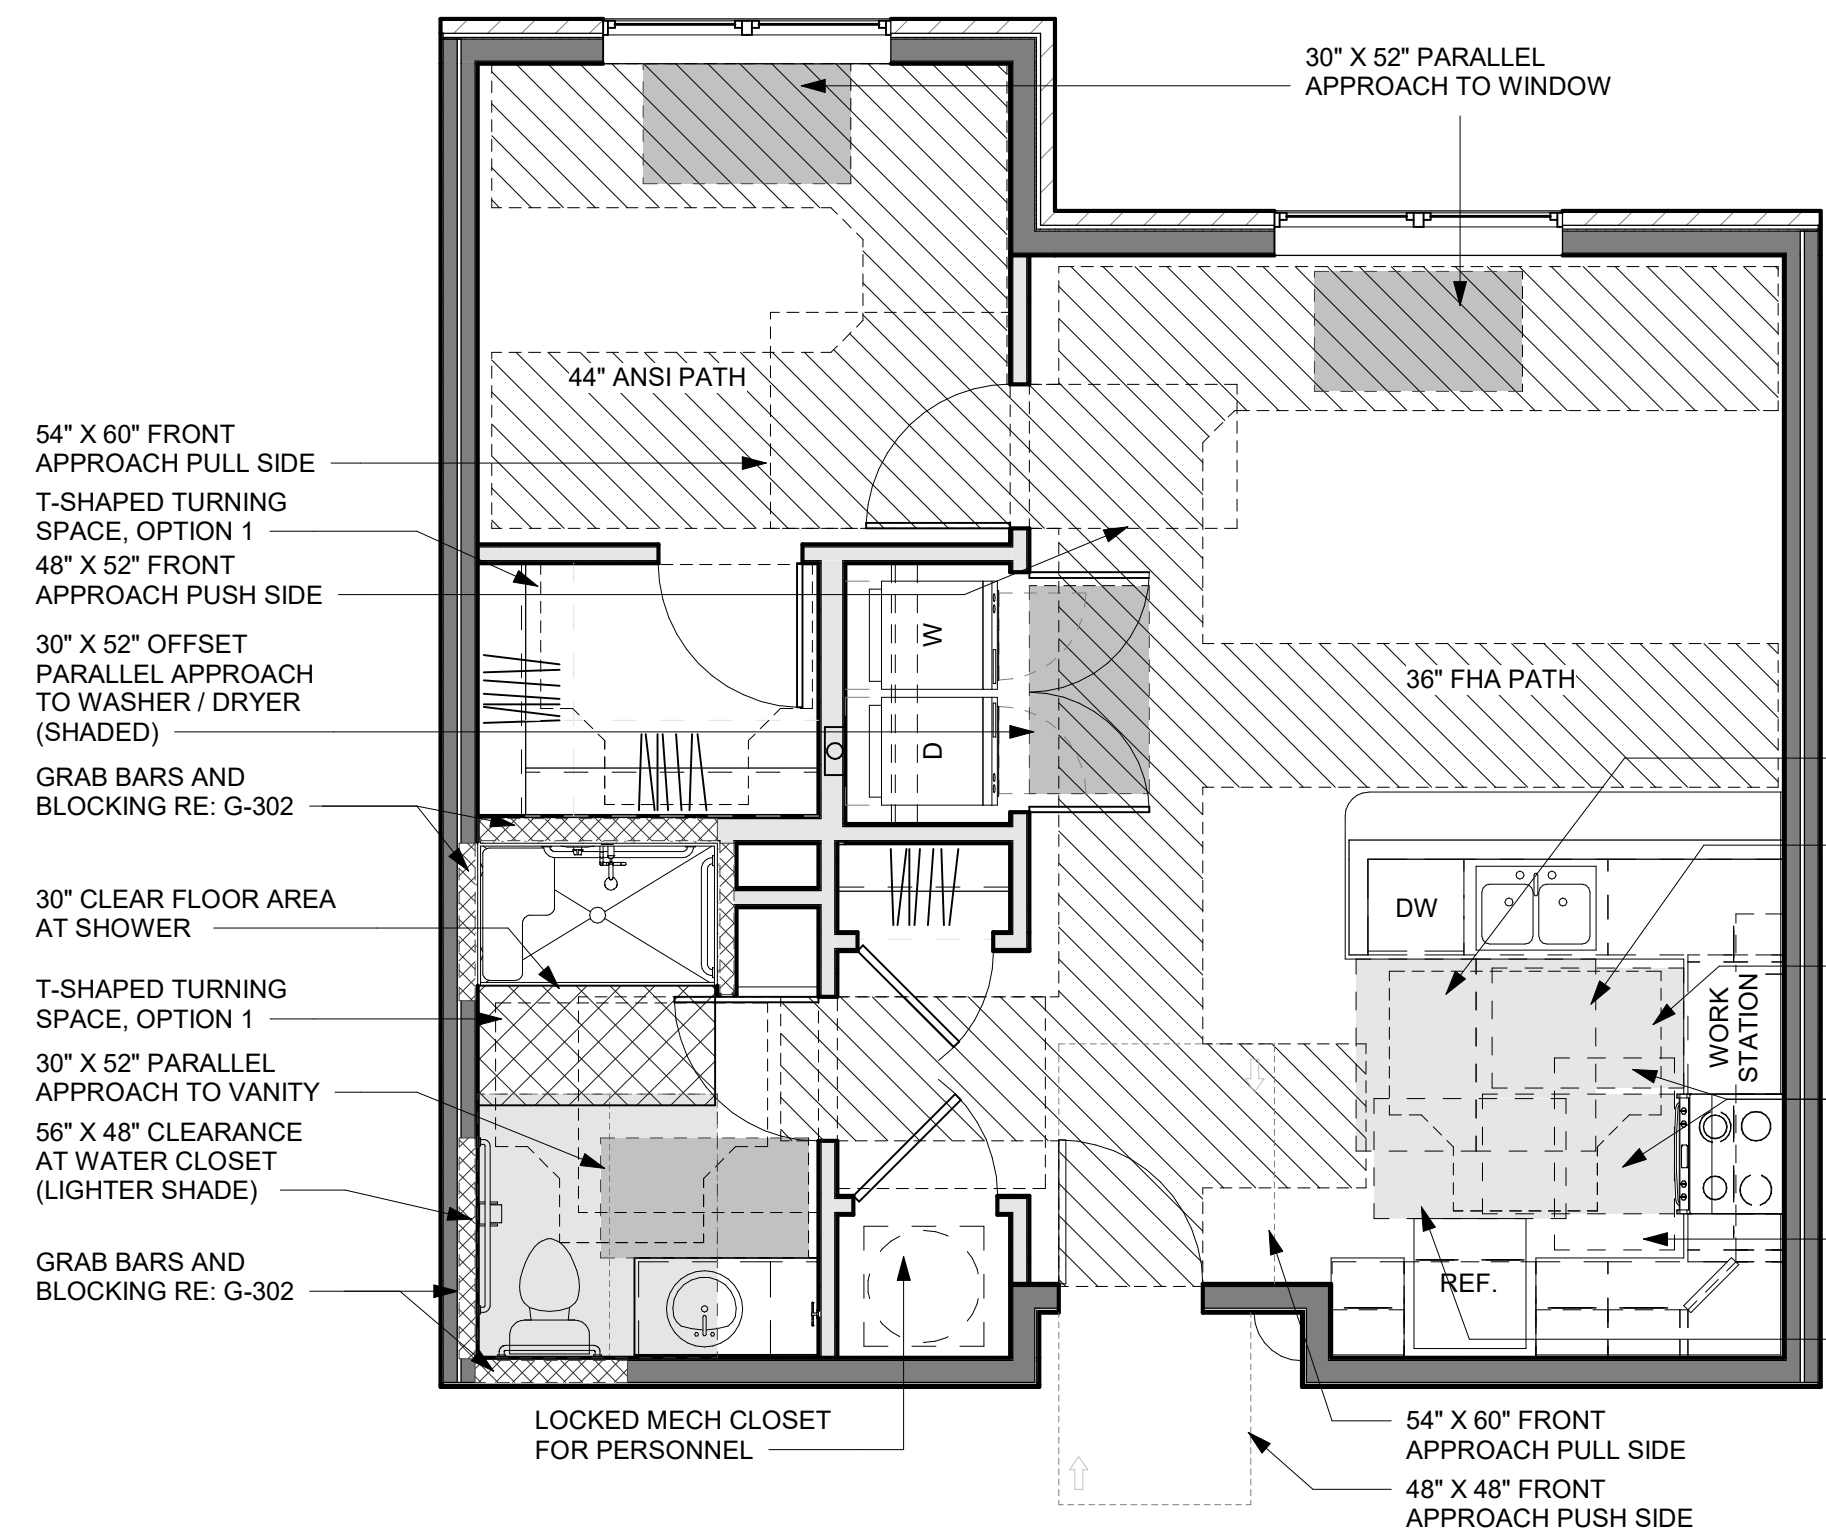 30" X 52" PARALLEL
APPROACH TO WINDOW
44" ANSI PATH
54" X 60" FRONT
APPROACH PULL SIDE
T-SHAPED TURNING
SPACE, OPTION 1
48" X 52" FRONT
APPROACH PUSH SIDE
30" X 52" OFFSET
PARALLEL APPROACH
TO WASHER / DRYER
(SHADED)
GRAB BARS AND
BLOCKING RE: G-302
30" CLEAR FLOOR AREA
AT SHOWER
T-SHAPED TURNING
SPACE, OPTION 1
30" X 52" PARALLEL
APPROACH TO VANITY
56" X 48" CLEARANCE
AT WATER CLOSET
(LIGHTER SHADE)
GRAB BARS AND
BLOCKING RE: G-302
W
D
36" FHA PATH
DW
WORK
STATION
REF.
LOCKED MECH CLOSET
FOR PERSONNEL
54" X 60" FRONT
APPROACH PULL SIDE
48" X 48" FRONT
APPROACH PUSH SIDE